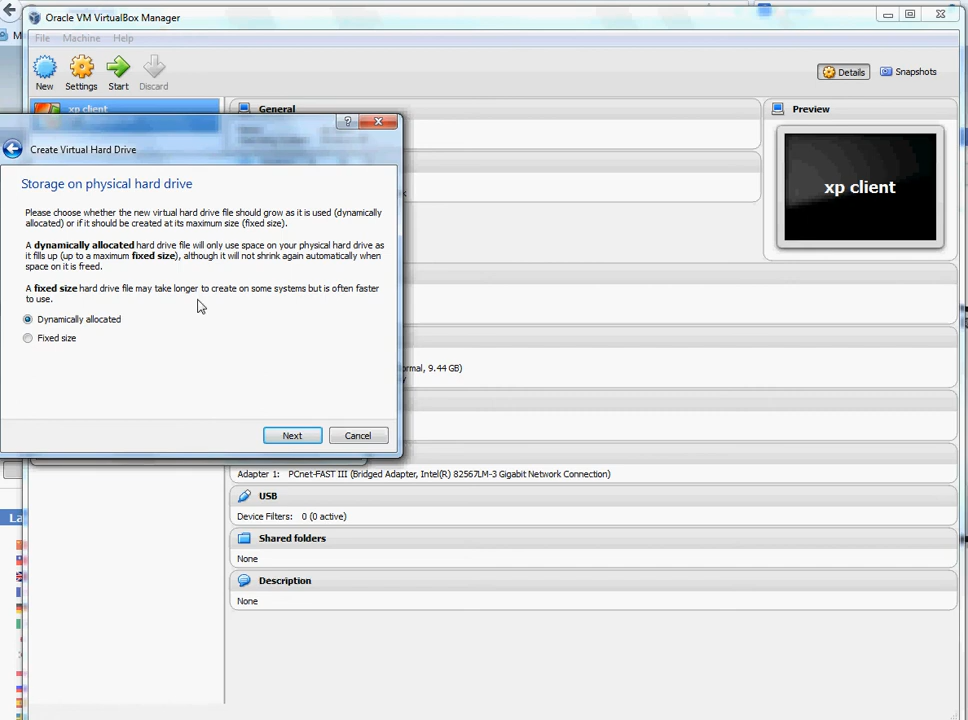 Oracle VM VirtualBox Manager
File Machine Help
New Settings Start Discard
Details Snapshots
xp client
General
Preview
xp client
Create Virtual Hard Drive
Storage on physical hard drive
Please choose whether the new virtual hard drive file should grow as it is used (dynamically
allocated) or if it should be created at its maximum size (fixed size).
A dynamically allocated hard drive file will only use space on your physical hard drive as
it fills up (up to a maximum fixed size), although it will not shrink again automatically when
space on it is freed.
A fixed size hard drive file may take longer to create on some systems but is often faster
to use.
Dynamically allocated
Fixed size
Next Cancel
9.44 GB)
Adapter 1: PCnet-FAST III (Bridged Adapter, Intel(R) 82567LM-3 Gigabit Network Connection)
USB
Device Filters: 0 (0 active)
Shared folders
None
Description
None